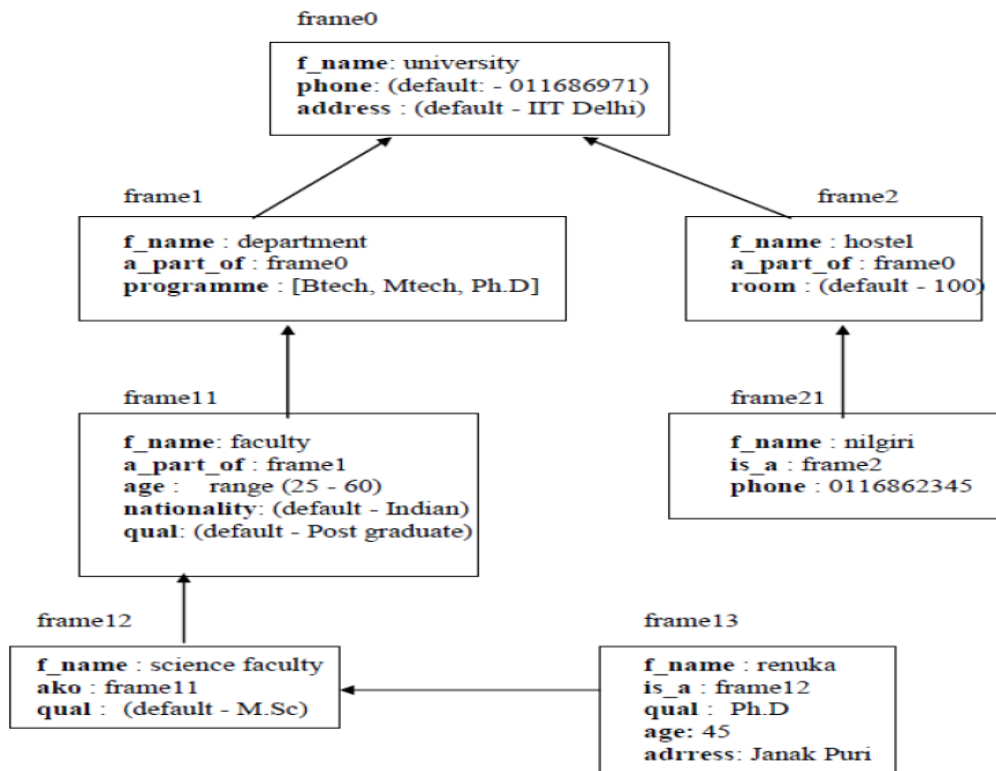 frame0
f_name: university
phone: (default: - 011686971)
address : (default - IIT Delhi)
frame1
f_name : department
a_part_of : frame0
programme : [Btech, Mtech, Ph.D]
frame2
f_name : hostel
a_part_of : frame0
room : (default - 100)
frame11
f_name: faculty
a_part_of : frame1
age : range (25 - 60)
nationality: (default - Indian)
qual: (default - Post graduate)
frame21
f_name : nilgiri
is_a : frame2
phone : 0116862345
frame12
f_name : science faculty
ako : frame11
qual : (default - M.Sc)
frame13
f_name : renuka
is_a : frame12
qual : Ph.D
age: 45
adrress: Janak Puri